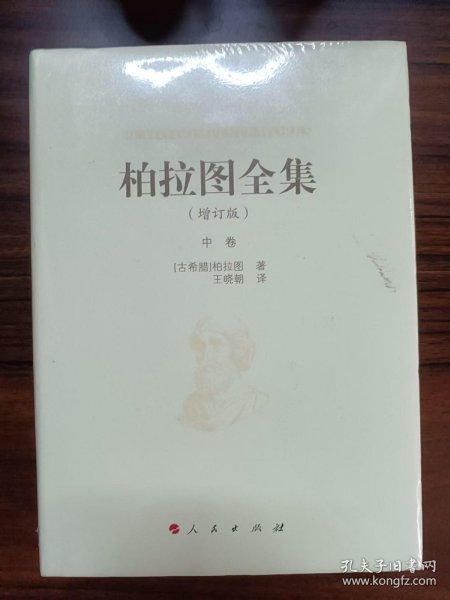 柏拉图全集
(增订版)
中 卷
[古希腊]柏拉图 著
王晓朝 译
人民出版社
孔夫子旧书网
www.kongfz.com